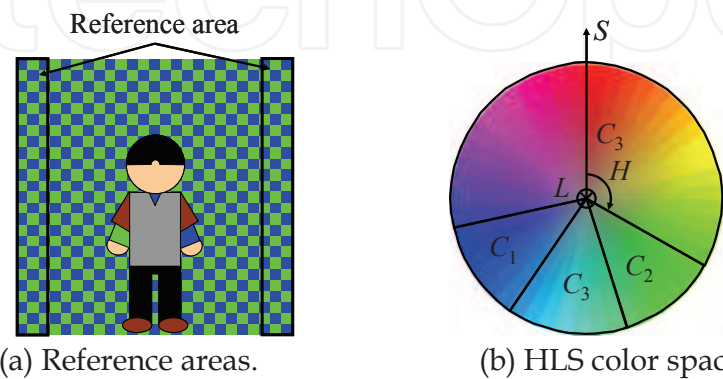 Reference area
(a) Reference areas.
S
C3
H
L
C1
C2
C3
(b) HLS color spac